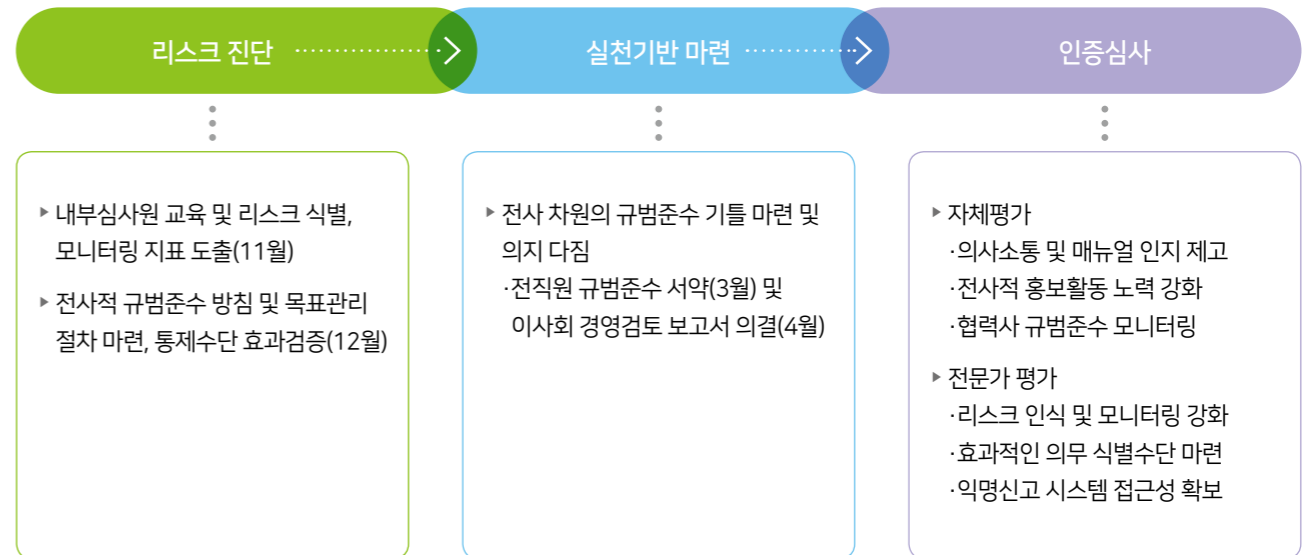 리스크 진단
실천기반 마련
인증심사
▸ 내부심사원 교육 및 리스크 식별,
모니터링 지표 도출(11월)
▸ 전사적 규범준수 방침 및 목표관리
절차 마련, 통제수단 효과검증(12월)
▸ 전사 차원의 규범준수 기틀 마련 및
의지 다짐
·전직원 규범준수 서약(3월) 및
이사회 경영검토 보고서 의결(4월)
▸ 자체평가
·의사소통 및 매뉴얼 인지 제고
·전사적 홍보활동 노력 강화
·협력사 규범준수 모니터링
▸ 전문가 평가
·리스크 인식 및 모니터링 강화
·효과적인 의무 식별수단 마련
·익명신고 시스템 접근성 확보